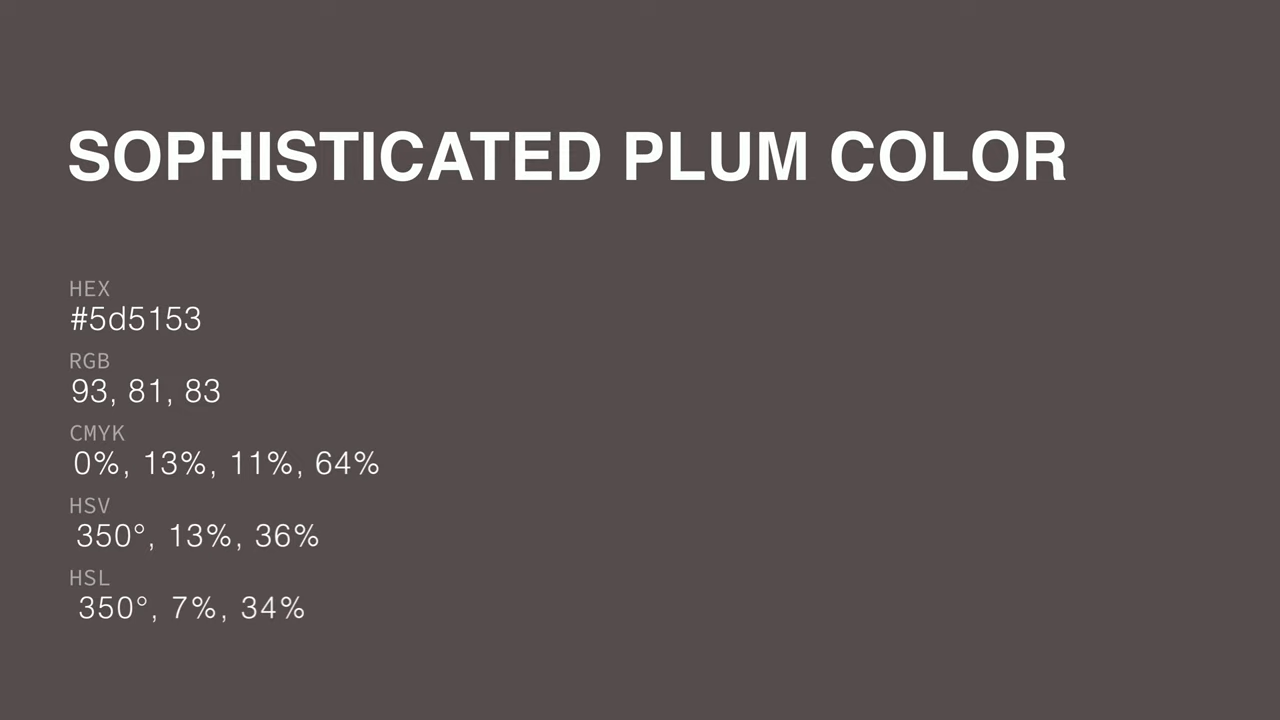 SOPHISTICATED PLUM COLOR
HEX
#5d5153
RGB
93, 81, 83
CMYK
0%, 13%, 11%, 64%
HSV
350°, 13%, 36%
HSL
350°, 7%, 34%